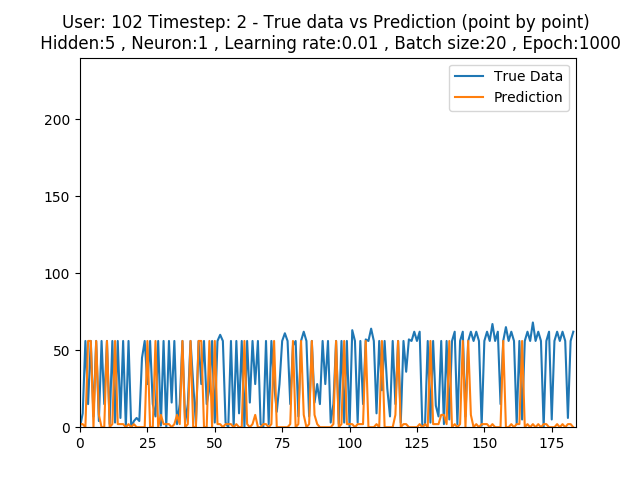 User: 102 Timestep: 2 - True data vs Prediction (point by point)
Hidden:5 , Neuron:1 , Learning rate:0.01 , Batch size:20 , Epoch:1000
True Data
Prediction
200
150
100
50
0
0 25 50 75 100 125 150 175